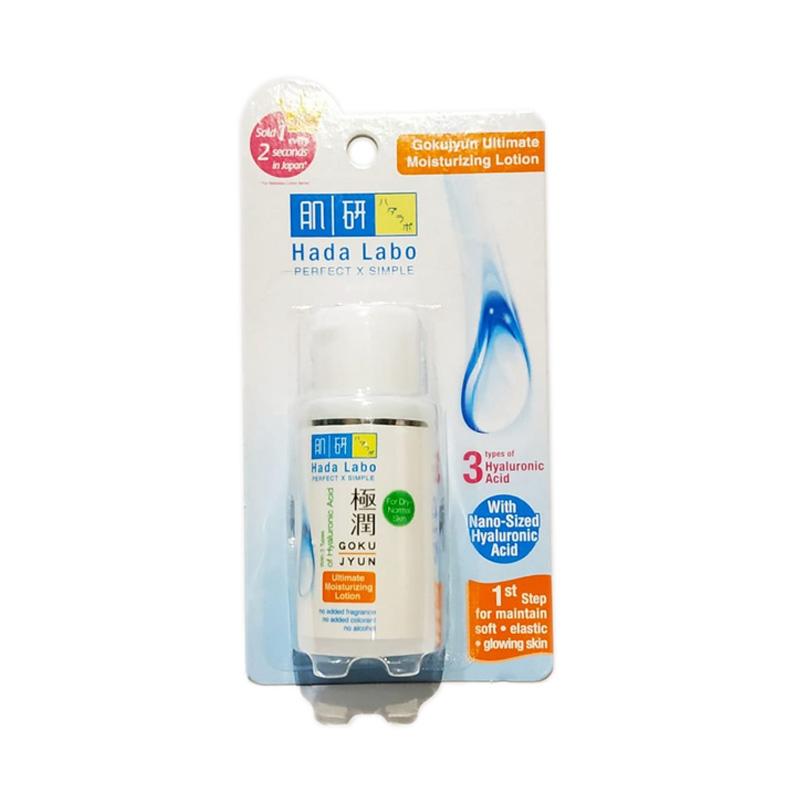 Sold 1
every
2 seconds
in Japan*
Gokujyun Ultimate
Moisturizing Lotion
肌研
ハダラボ
Hada Labo
PERFECT X SIMPLE
3 types of
Hyaluronic
Acid
With
Nano-Sized
Hyaluronic
Acid
1st Step
for maintain
soft • elastic
• glowing skin
肌研
ハダラボ
Hada Labo
PERFECT X SIMPLE
with 3 Types
of Hyaluronic Acid
極潤
GOKU
JYUN
For Dry-
Normal
Skin
Ultimate
Moisturizing
Lotion
no added fragrance
no added colorant
no alcohol